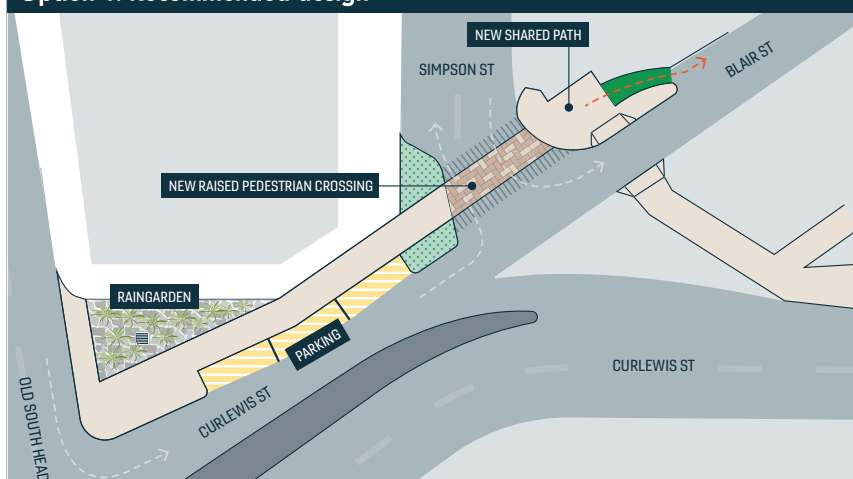 NEW SHARED PATH
SIMPSON ST
BLAIR ST
NEW RAISED PEDESTRIAN CROSSING
RAINGARDEN
PARKING
CURLEWIS ST
CURLEWIS ST
OLD SOUTH HEAD